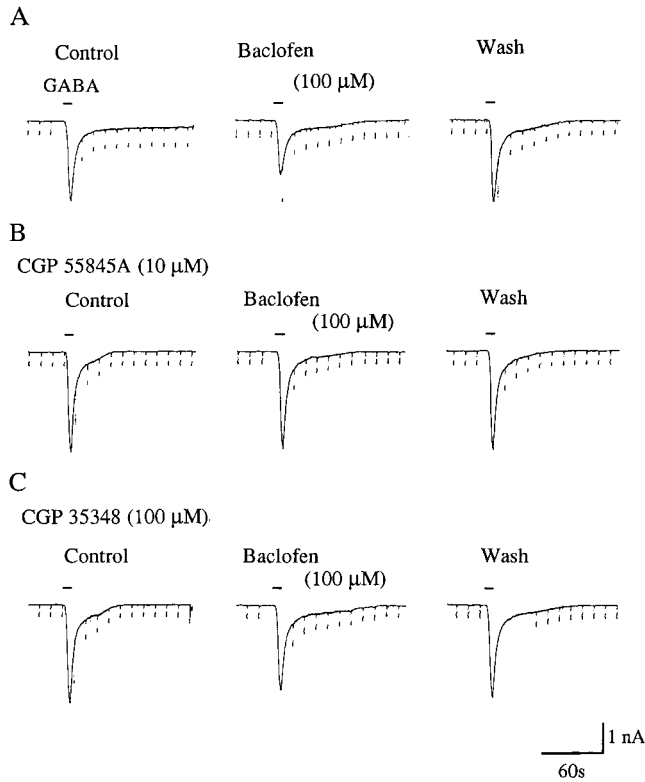 A
Control
Baclofen
Wash
GABA
(100 μM)
B
CGP 55845A (10 μM)
Control
Baclofen
Wash
(100 μM)
C
CGP 35348 (100 μM)
Control
Baclofen
Wash
(100 μM)
1 nA
60s